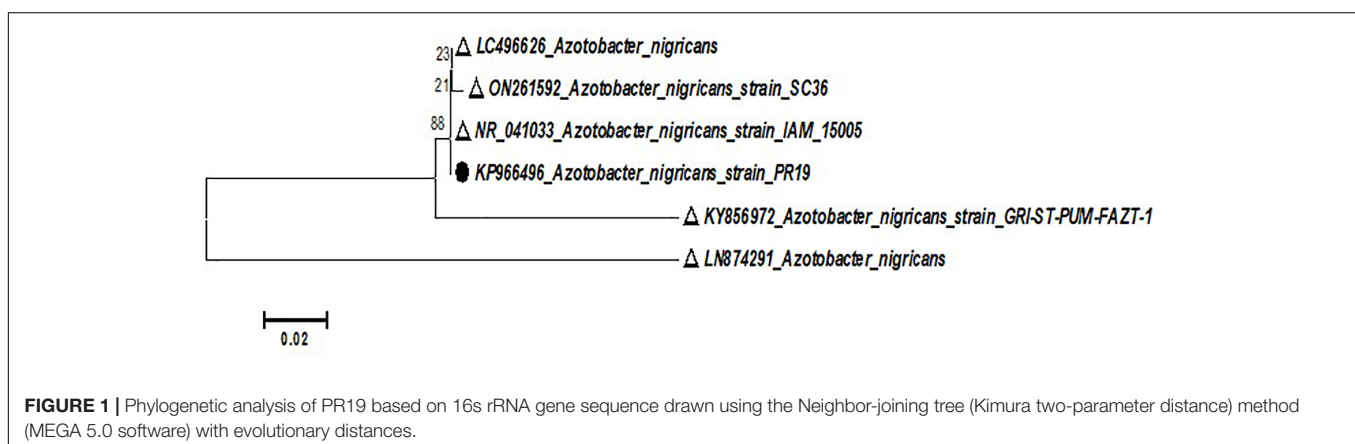 23
LC496626_Azotobacter_nigricans
21
ON261592_Azotobacter_nigricans_strain_SC36
88
NR_041033_Azotobacter_nigricans_strain_IAM_15005
KP966496_Azotobacter_nigricans_strain_PR19
KY856972_Azotobacter_nigricans_strain_GRI-ST-PUM-FAZT-1
LN874291_Azotobacter_nigricans
0.02
FIGURE 1 | Phylogenetic analysis of PR19 based on 16s rRNA gene sequence drawn using the Neighbor-joining tree (Kimura two-parameter distance) method
(MEGA 5.0 software) with evolutionary distances.